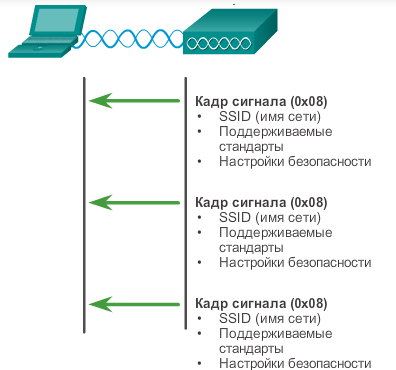 Кадр сигнала (0x08)
• SSID (имя сети)
• Поддерживаемые
стандарты
• Настройки безопасности
Кадр сигнала (0x08)
• SSID (имя сети)
• Поддерживаемые
стандарты
• Настройки безопасности
Кадр сигнала (0x08)
• SSID (имя сети)
• Поддерживаемые
стандарты
• Настройки безопасности